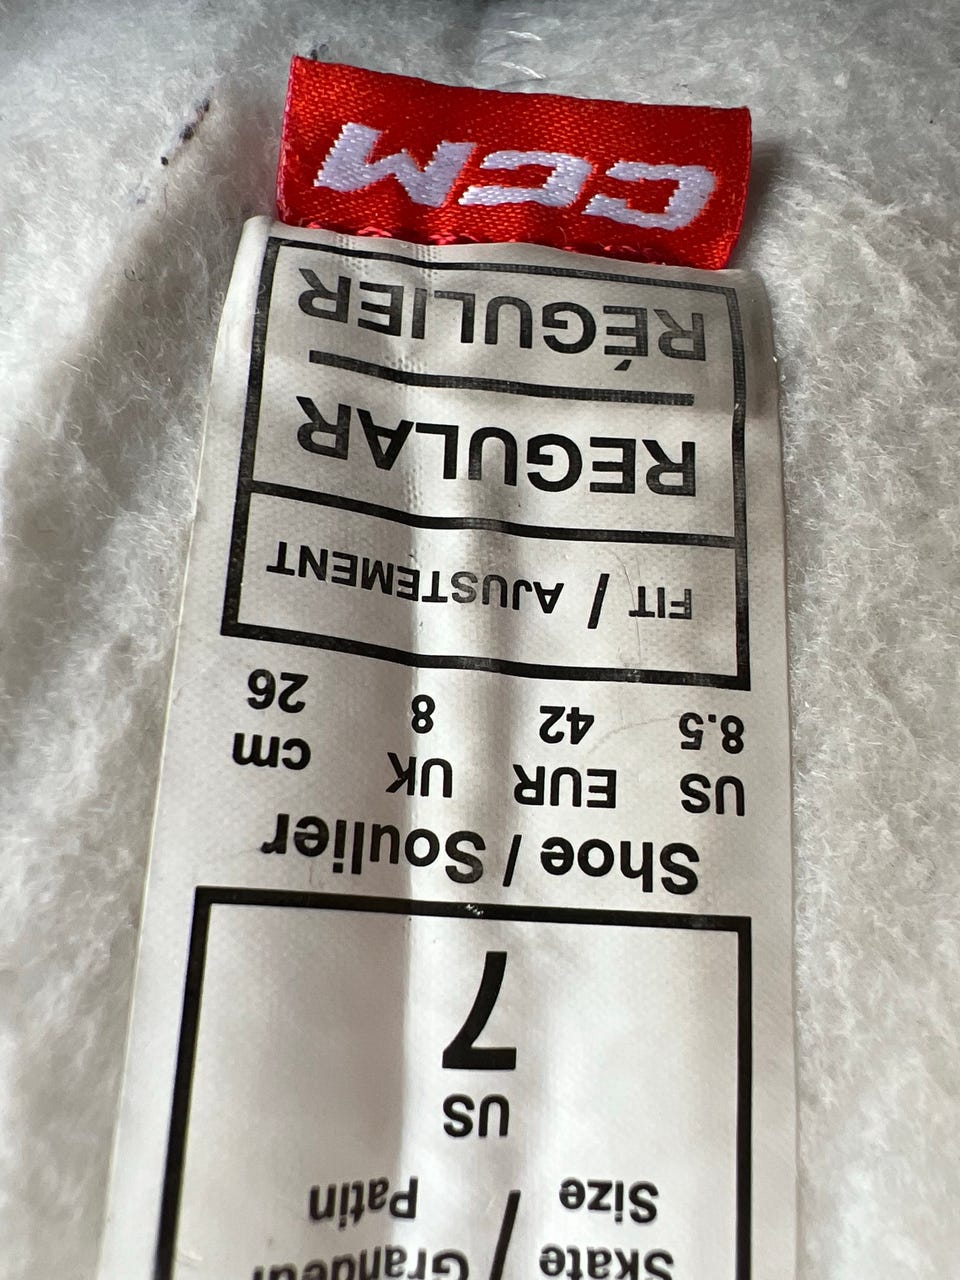 Skate / Grandeur
Size Patin
US
7
Shoe / Soulier
US EUR UK cm
8.5 42 8 26
FIT / AJUSTEMENT
REGULAR
RÉGULIER
CCM